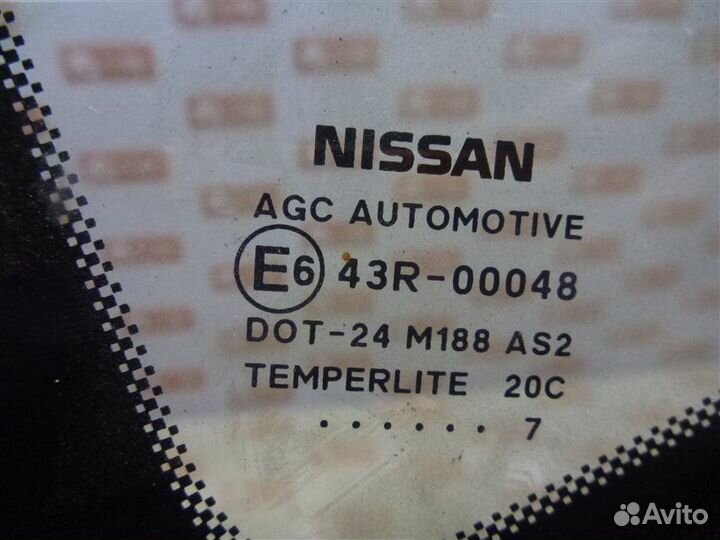 NISSAN
AGC AUTOMOTIVE
E6 43R-00048
DOT-24 M188 AS2
TEMPERLITE 20C
. . . . . . 7
Avito